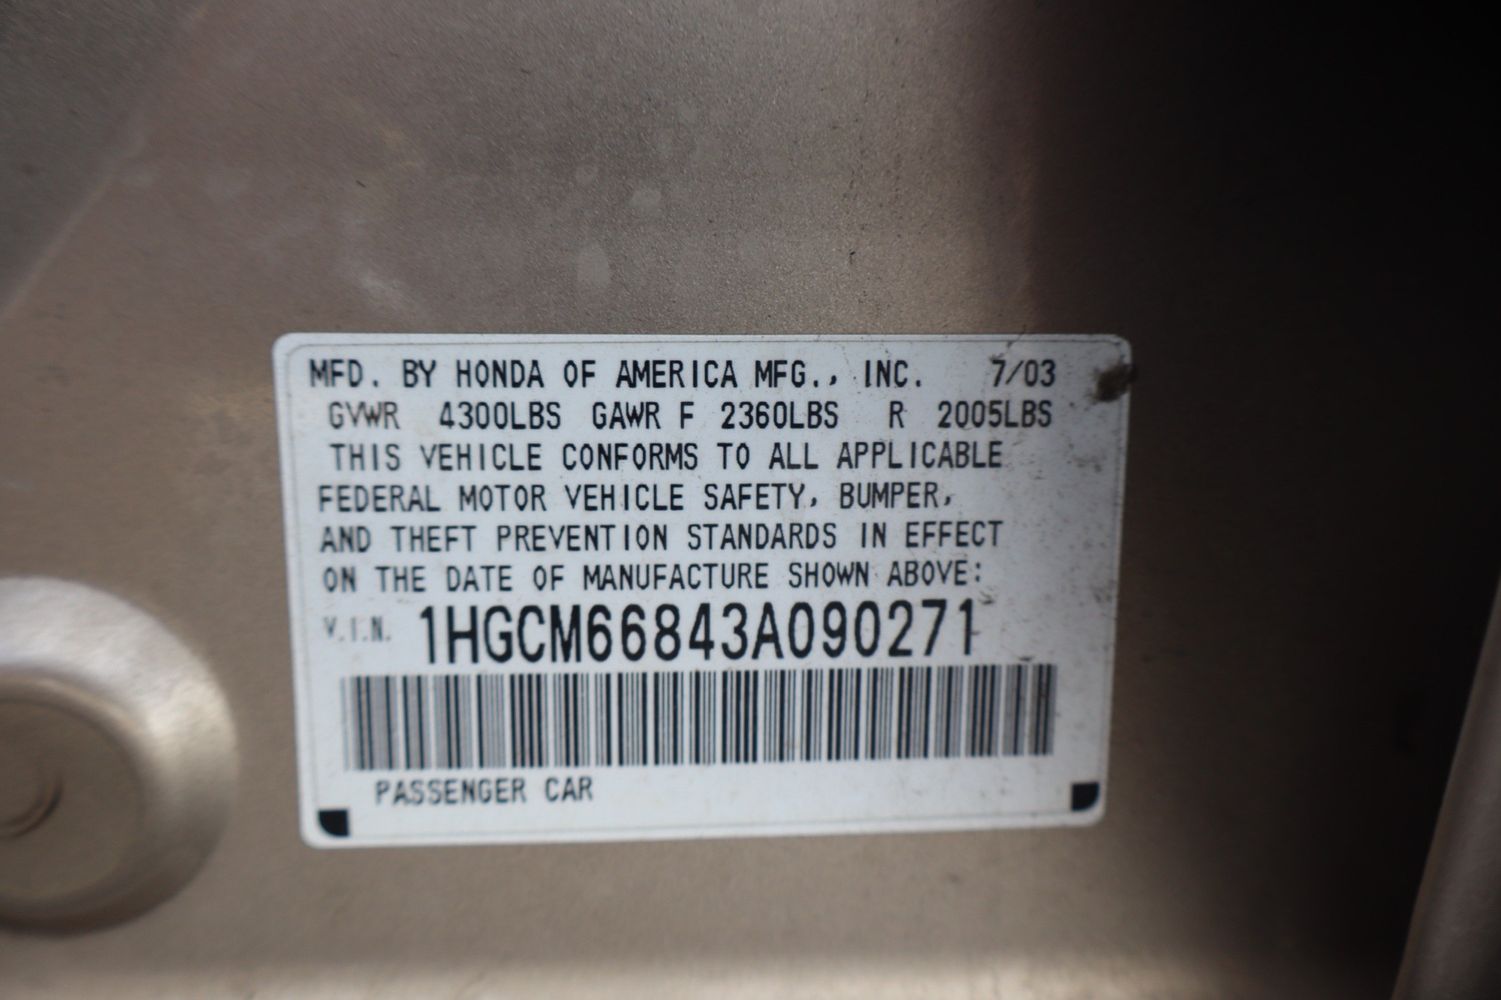 MFD. BY HONDA OF AMERICA MFG., INC. 7/03
GVWR 4300LBS GAWR F 2360LBS R 2005LBS
THIS VEHICLE CONFORMS TO ALL APPLICABLE
FEDERAL MOTOR VEHICLE SAFETY, BUMPER,
AND THEFT PREVENTION STANDARDS IN EFFECT
ON THE DATE OF MANUFACTURE SHOWN ABOVE:
V.I.N. 1HGCM66843A090271
PASSENGER CAR